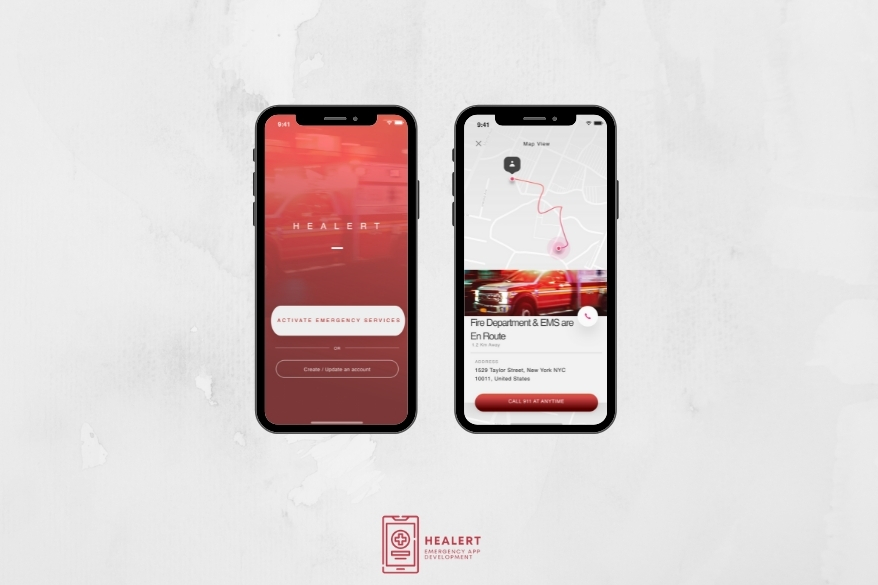 9:41
HEALERT
ACTIVATE EMERGENCY SERVICES
OR
Create / Update an account
9:41
Map View
Fire Department & EMS are
En Route
1.2 Km Away
ADDRESS
1529 Taylor Street, New York NYC
10011, United States
CALL 911 AT ANYTIME
HEALERT
EMERGENCY APP
DEVELOPMENT